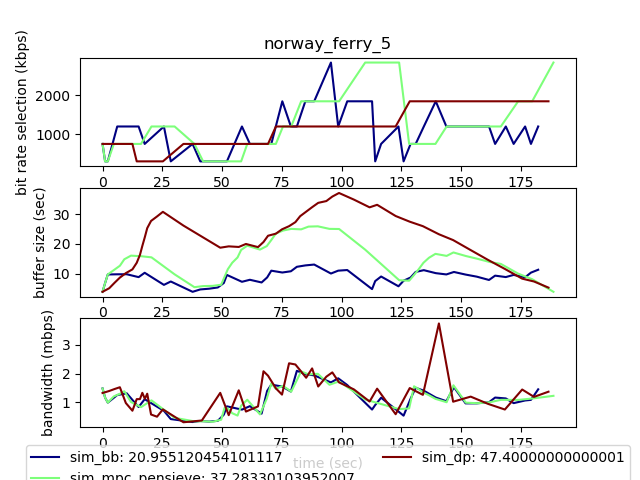 norway_ferry_5
bit rate selection (kbps)
2000
1000
0 25 50 75 100 125 150 175
buffer size (sec)
30
20
10
0 25 50 75 100 125 150 175
bandwidth (mbps)
3
2
1
0 25 50 75 100 125 150 175
time (sec)
sim_bb: 20.955120454101117
sim_dp: 47.40000000000001
sim_mpc_pensieve: 37.28330103952007